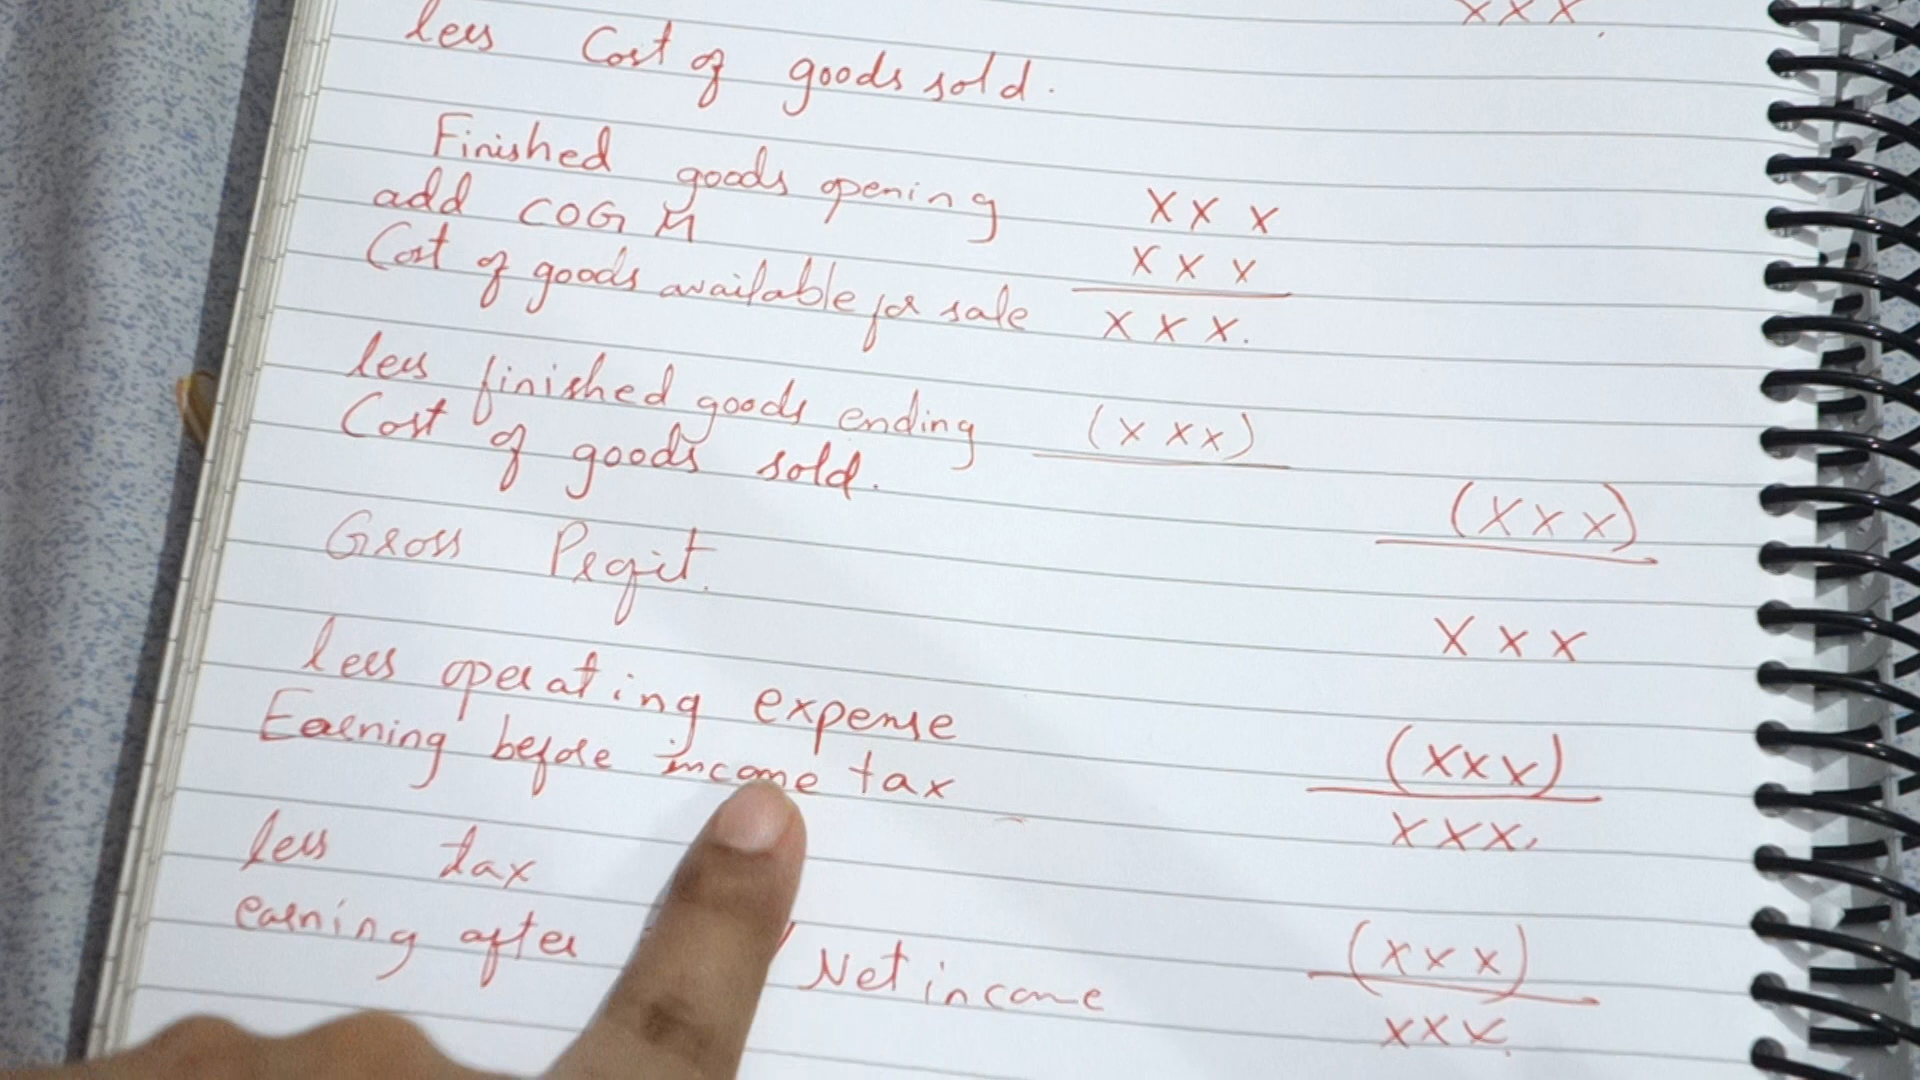 XXX.
less Cost of goods sold.
Finished goods opening XXX
add COGM XXX
Cost of goods available for sale XXX.
less finished goods ending (XXX)
Cost of goods sold. (XXX)
Gross Profit. XXX
less operating expense (XXX)
Earning before income tax XXX.
less tax (XXX)
earning after / Net income XXX.